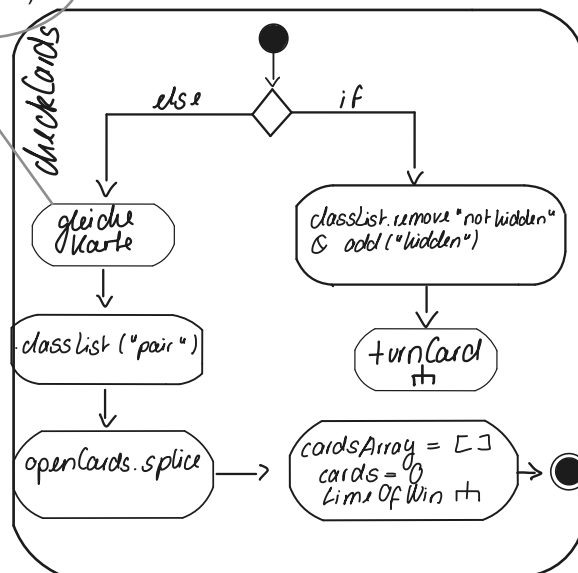 checkCards
else
if
gleiche
Karte
classList.remove "not hidden"
& add ("hidden")
.classList ("pair")
turnCard
openCards.splice
cardsArray = []
cards = 0
timeOfWin